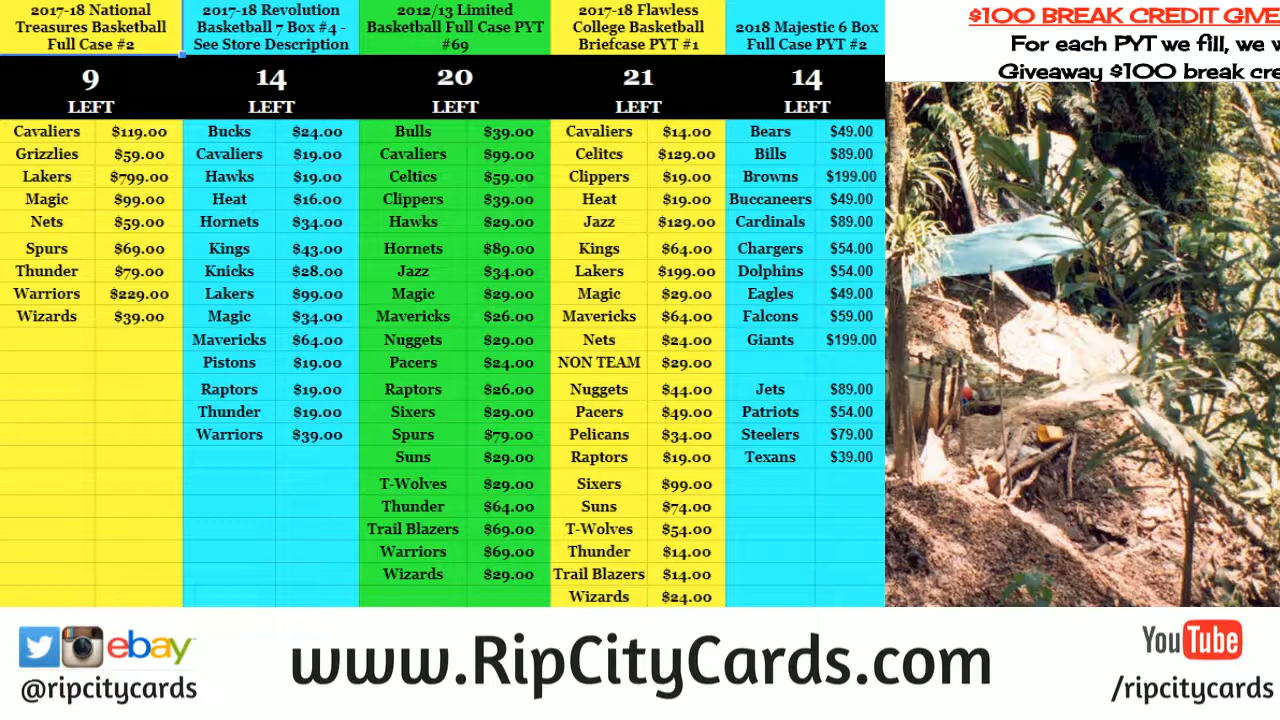 2017-18 National
Treasures Basketball
Full Case #2
9
LEFT
Cavaliers $119.00
Grizzlies $59.00
Lakers $799.00
Magic $99.00
Nets $59.00
Spurs $69.00
Thunder $79.00
Warriors $229.00
Wizards $39.00
2017-18 Revolution
Basketball 7 Box #4 -
See Store Description
14
LEFT
Bucks $24.00
Cavaliers $19.00
Hawks $19.00
Heat $16.00
Hornets $34.00
Kings $43.00
Knicks $28.00
Lakers $99.00
Magic $34.00
Mavericks $64.00
Pistons $19.00
Raptors $19.00
Thunder $19.00
Warriors $39.00
2012/13 Limited
Basketball Full Case PYT
#69
20
LEFT
Bulls $39.00
Cavaliers $99.00
Celtics $59.00
Clippers $39.00
Hawks $29.00
Hornets $89.00
Jazz $34.00
Magic $29.00
Mavericks $26.00
Nuggets $29.00
Pacers $24.00
Raptors $26.00
Sixers $29.00
Spurs $79.00
Suns $29.00
T-Wolves $29.00
Thunder $64.00
Trail Blazers $69.00
Warriors $69.00
Wizards $29.00
2017-18 Flawless
College Basketball
Briefcase PYT #1
21
LEFT
Cavaliers $14.00
Celitcs $129.00
Clippers $19.00
Heat $19.00
Jazz $129.00
Kings $64.00
Lakers $199.00
Magic $29.00
Mavericks $64.00
Nets $24.00
NON TEAM $29.00
Nuggets $44.00
Pacers $49.00
Pelicans $34.00
Raptors $19.00
Sixers $99.00
Suns $74.00
T-Wolves $54.00
Thunder $14.00
Trail Blazers $14.00
Wizards $24.00
2018 Majestic 6 Box
Full Case PYT #2
14
LEFT
Bears $49.00
Bills $89.00
Browns $199.00
Buccaneers $49.00
Cardinals $89.00
Chargers $54.00
Dolphins $54.00
Eagles $49.00
Falcons $59.00
Giants $199.00
Jets $89.00
Patriots $54.00
Steelers $79.00
Texans $39.00
$100 BREAK CREDIT GIVE
For each PYT we fill, we w
Giveaway $100 break cre
ebay
@ripcitycards
www.RipCityCards.com
YouTube
/ripcitycards